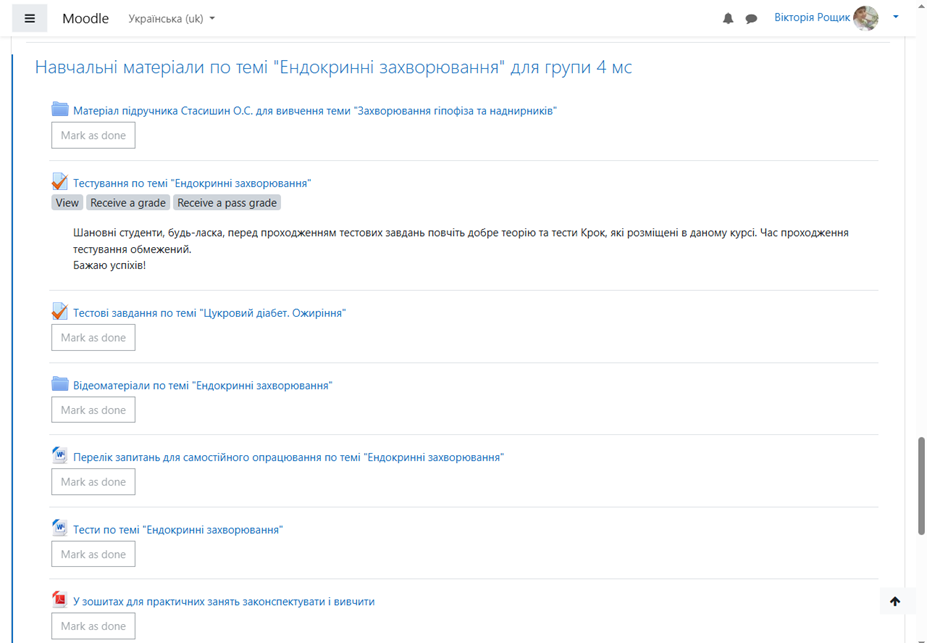 Moodle Українська (uk) Вікторія Рощик
Навчальні матеріали по темі "Ендокринні захворювання" для групи 4 мс
Матеріал підручника Стасишин О.С. для вивчення теми "Захворювання гіпофіза та наднирників"
Mark as done
Тестування по темі "Ендокринні захворювання"
View Receive a grade Receive a pass grade
Шановні студенти, будь-ласка, перед проходженням тестових завдань повчіть добре теорію та тести Крок, які розміщені в даному курсі. Час проходження
тестування обмежений.
Бажаю успіхів!
Тестові завдання по темі "Цукровий діабет. Ожиріння"
Mark as done
Відеоматеріали по темі "Ендокринні захворювання"
Mark as done
Перелік запитань для самостійного опрацювання по темі "Ендокринні захворювання"
Mark as done
Тести по темі "Ендокринні захворювання"
Mark as done
У зошитах для практичних занять законспектувати і вивчити
Mark as done